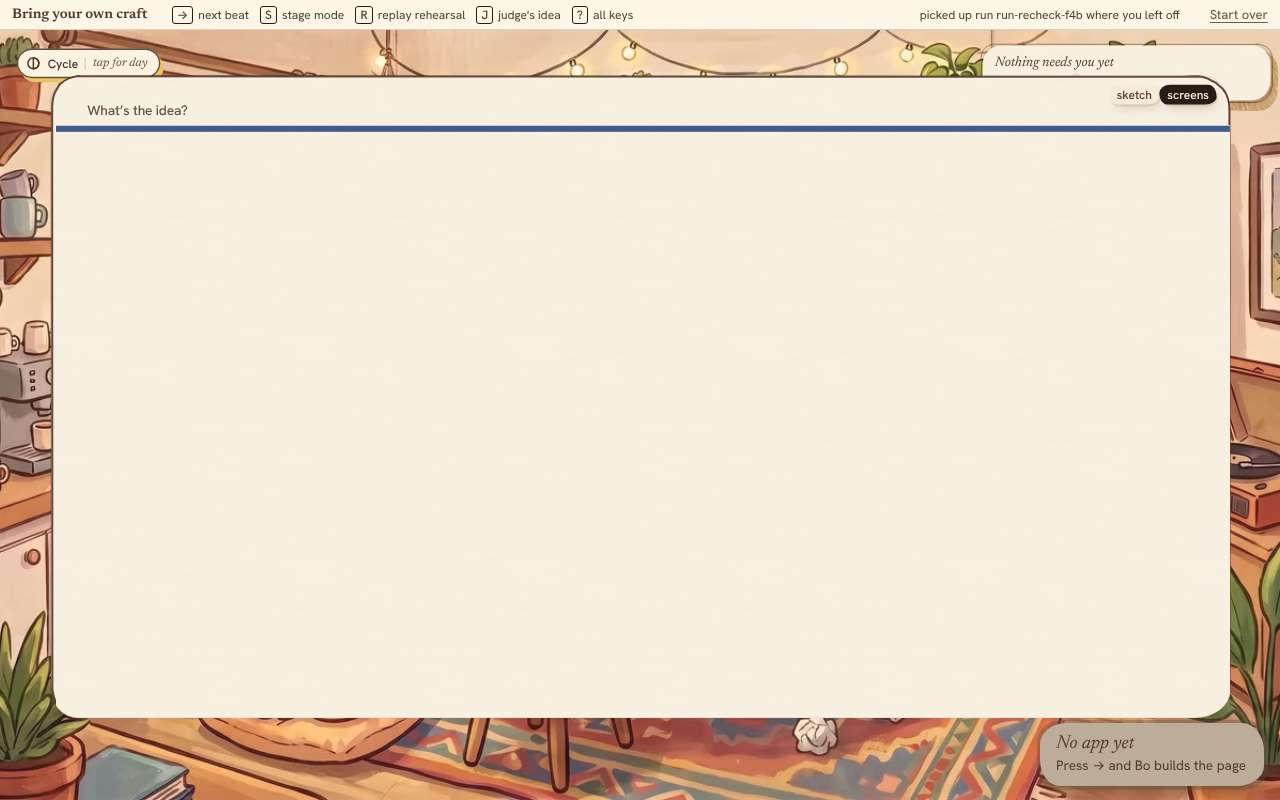 Bring your own craft → next beat S stage mode R replay rehearsal J judge's idea ? all keys picked up run run-recheck-f4b where you left off Start over
Cycle | tap for day
Nothing needs you yet
sketch screens
What's the idea?
No app yet
Press → and Bo builds the page